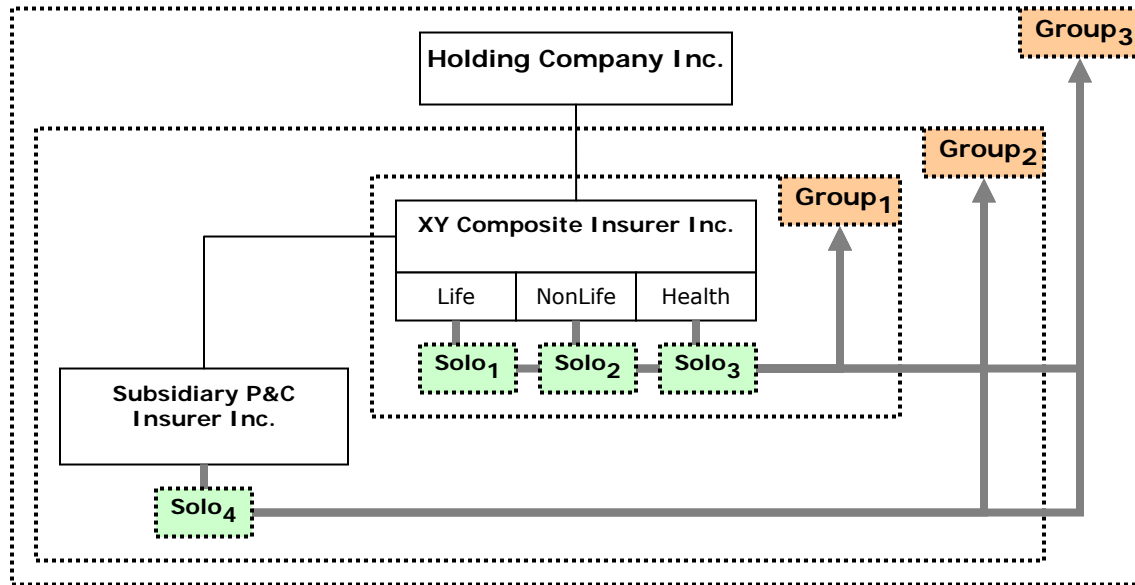 Group3
Holding Company Inc.
Group2
Group1
XY Composite Insurer Inc.
Life NonLife Health
Solo1 Solo2 Solo3
Subsidiary P&C
Insurer Inc.
Solo4